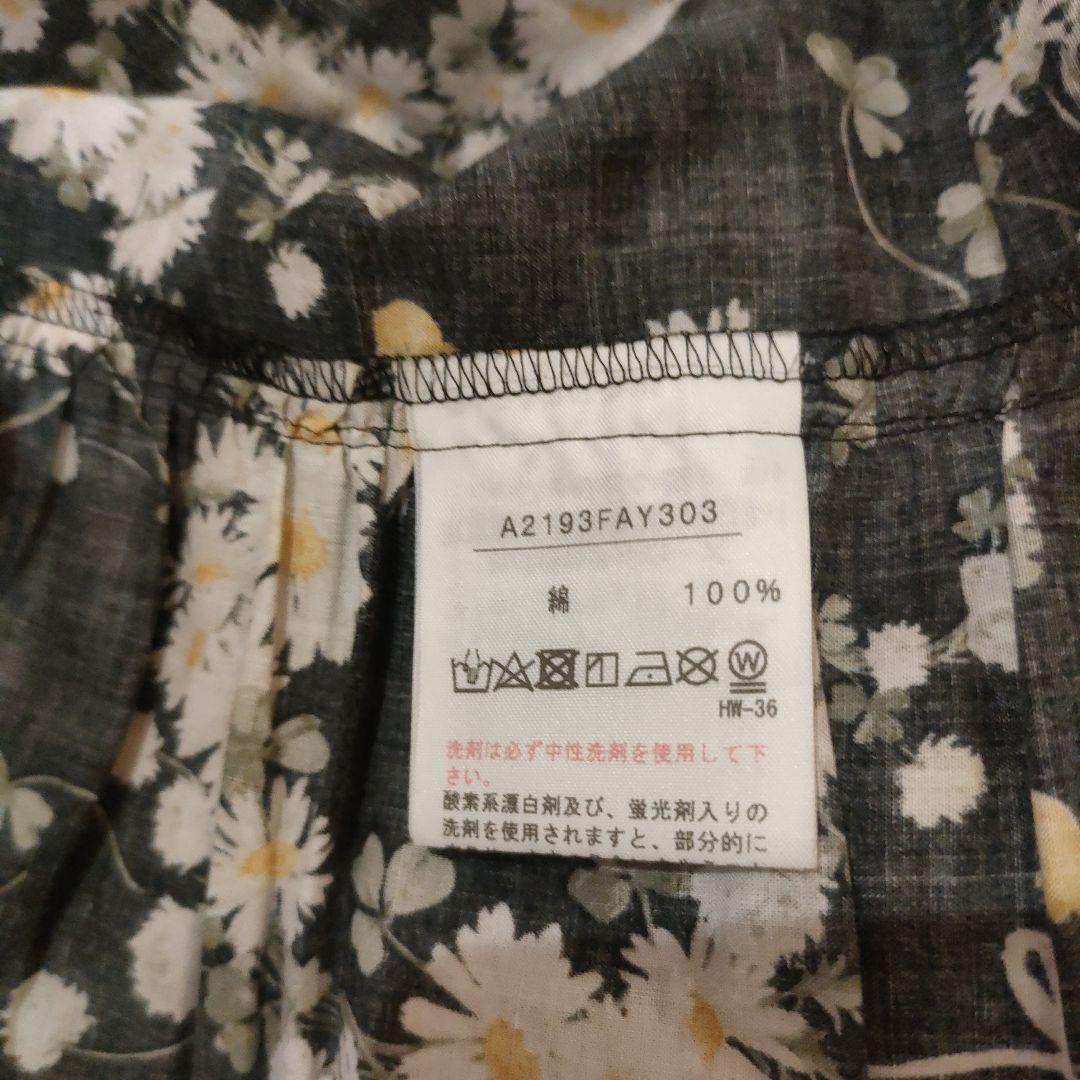 A2193FAY303
綿 100%
W
HW-36
洗剤は必ず中性洗剤を使用して下
さい。
酸素系漂白剤及び、蛍光剤入りの
洗剤を使用されますと、部分的に